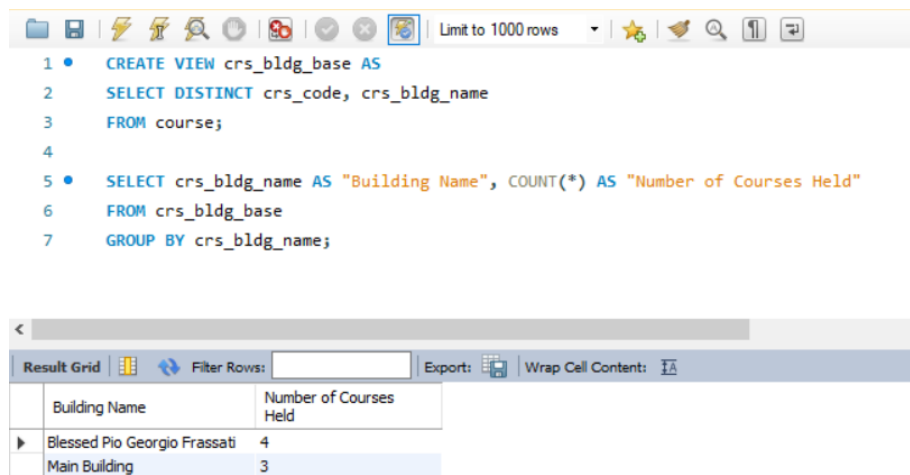 Limit to 1000 rows
1 CREATE VIEW crs_bldg_base AS
2 SELECT DISTINCT crs_code, crs_bldg_name
3 FROM course;
4
5 SELECT crs_bldg_name AS "Building Name", COUNT(*) AS "Number of Courses Held"
6 FROM crs_bldg_base
7 GROUP BY crs_bldg_name;
Result Grid Filter Rows: Export: Wrap Cell Content: IA
Building Name Number of Courses Held
Blessed Pio Georgio Frassati 4
Main Building 3